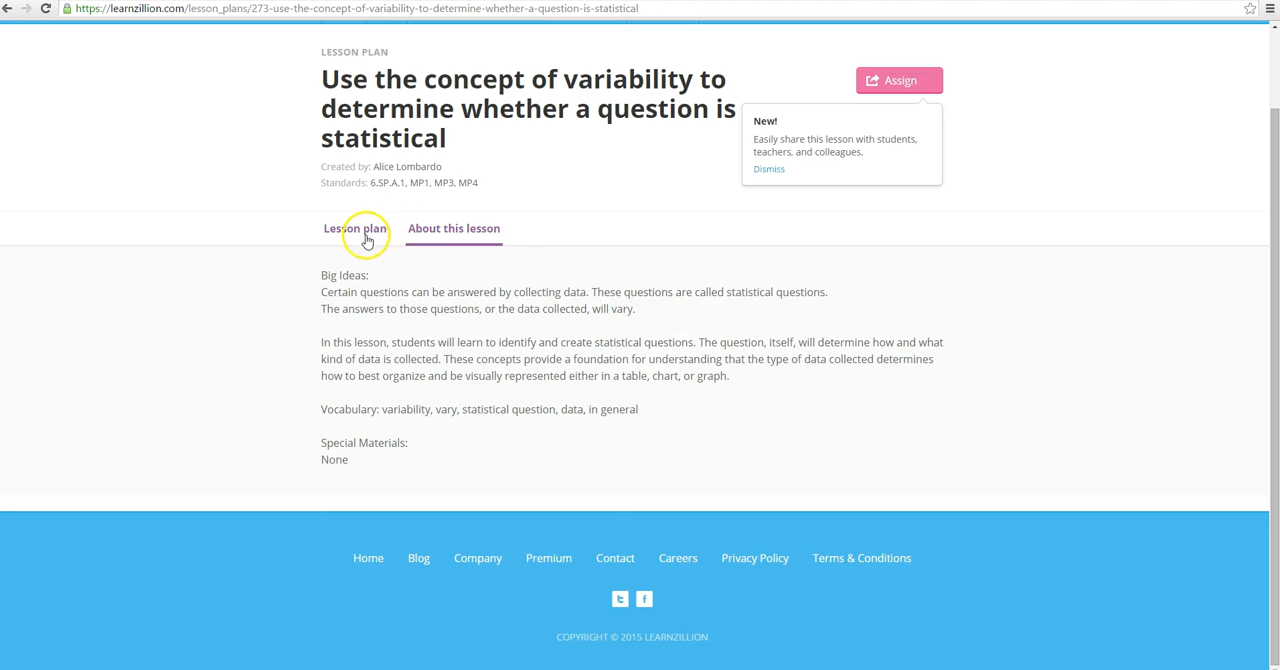 https://learnzillion.com/lesson_plans/273-use-the-concept-of-variability-to-determine-whether-a-question-is-statistical
LESSON PLAN
Use the concept of variability to
determine whether a question is
statistical
Assign
New!
Easily share this lesson with students,
teachers, and colleagues.
Dismiss
Created by: Alice Lombardo
Standards: 6.SP.A.1, MP1, MP3, MP4
Lesson plan About this lesson
Big Ideas:
Certain questions can be answered by collecting data. These questions are called statistical questions.
The answers to those questions, or the data collected, will vary.
In this lesson, students will learn to identify and create statistical questions. The question, itself, will determine how and what
kind of data is collected. These concepts provide a foundation for understanding that the type of data collected determines
how to best organize and be visually represented either in a table, chart, or graph.
Vocabulary: variability, vary, statistical question, data, in general
Special Materials:
None
Home Blog Company Premium Contact Careers Privacy Policy Terms & Conditions
COPYRIGHT © 2015 LEARNZILLION